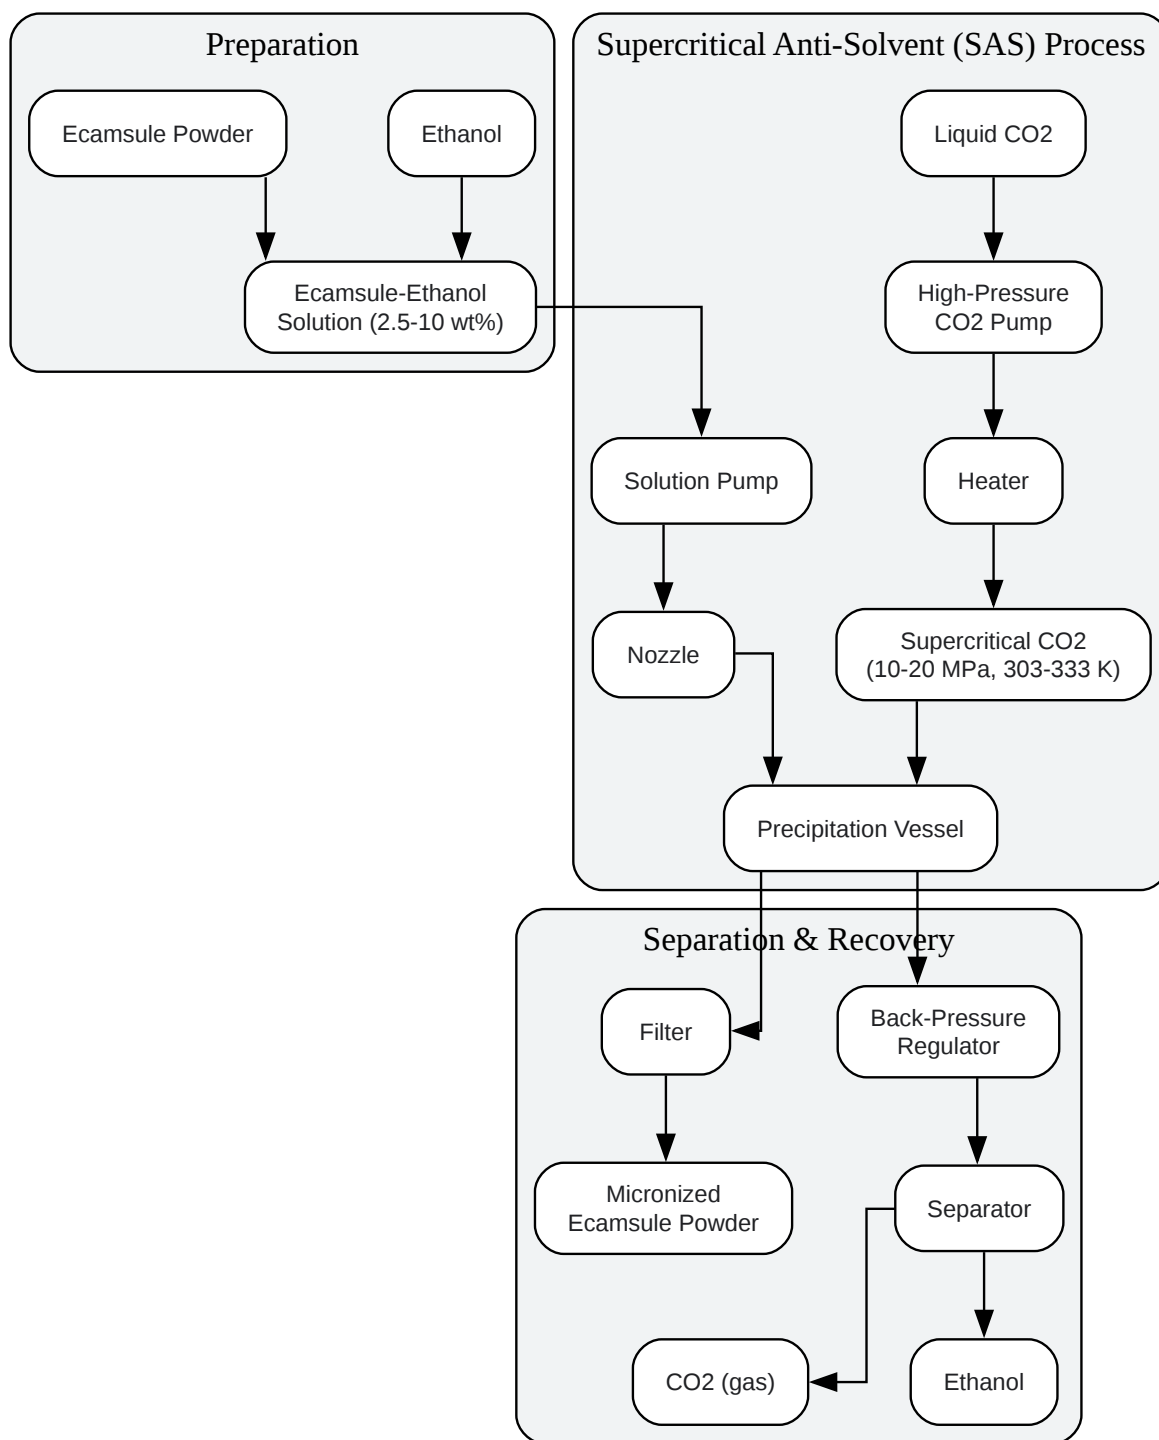 Preparation
Ecamsule Powder
Ethanol
Ecamsule-Ethanol
Solution (2.5-10 wt%)
Supercritical Anti-Solvent (SAS) Process
Liquid CO2
High-Pressure
CO2 Pump
Solution Pump
Heater
Nozzle
Supercritical CO2
(10-20 MPa, 303-333 K)
Precipitation Vessel
Separation & Recovery
Filter
Back-Pressure
Regulator
Micronized
Ecamsule Powder
Separator
CO2 (gas)
Ethanol